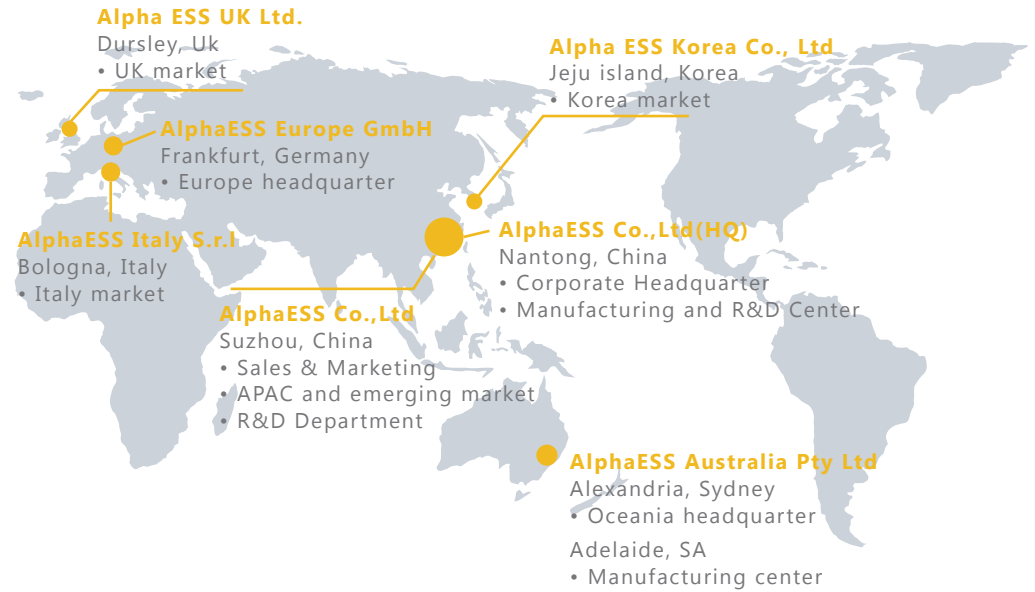 Alpha ESS UK Ltd.
Dursley, Uk
• UK market
Alpha ESS Korea Co., Ltd
Jeju island, Korea
• Korea market
AlphaESS Europe GmbH
Frankfurt, Germany
• Europe headquarter
AlphaESS Italy S.r.l
Bologna, Italy
• Italy market
AlphaESS Co.,Ltd(HQ)
Nantong, China
• Corporate Headquarter
• Manufacturing and R&D Center
AlphaESS Co.,Ltd
Suzhou, China
• Sales & Marketing
• APAC and emerging market
• R&D Department
AlphaESS Australia Pty Ltd
Alexandria, Sydney
• Oceania headquarter
Adelaide, SA
• Manufacturing center